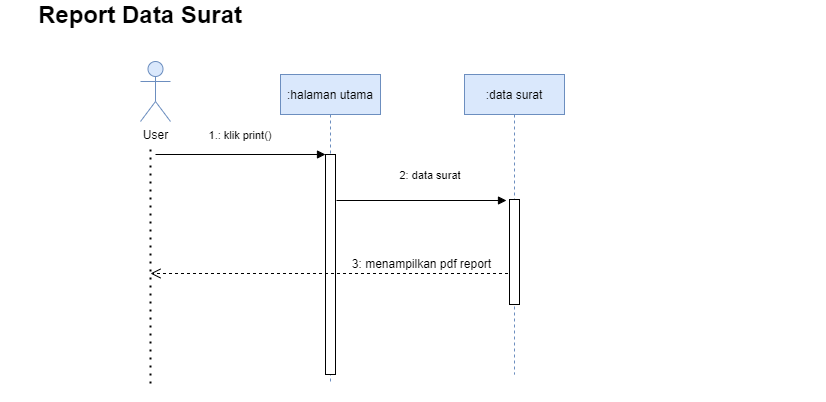 Report Data Surat
:halaman utama
:data surat
User
1.: klik print()
2: data surat
3: menampilkan pdf report